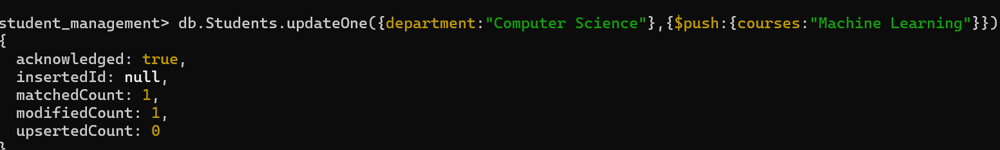 student_management> db.Students.updateOne({department:"Computer Science"},{$push:{courses:"Machine Learning"}})
{
  acknowledged: true,
  insertedId: null,
  matchedCount: 1,
  modifiedCount: 1,
  upsertedCount: 0
}